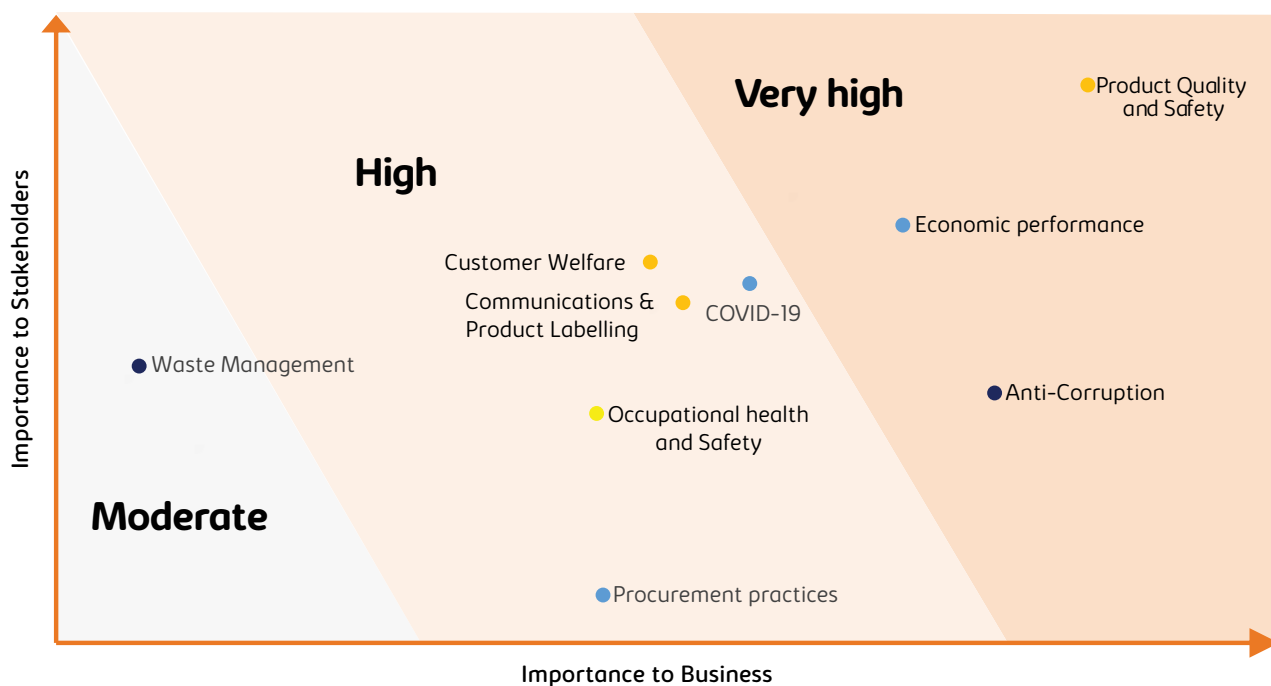 Importance to Stakeholders
Very high
Product Quality
and Safety
High
Economic performance
Customer Welfare
Communications &
Product Labelling
COVID-19
Waste Management
Anti-Corruption
Occupational health
and Safety
Moderate
Procurement practices
Importance to Business